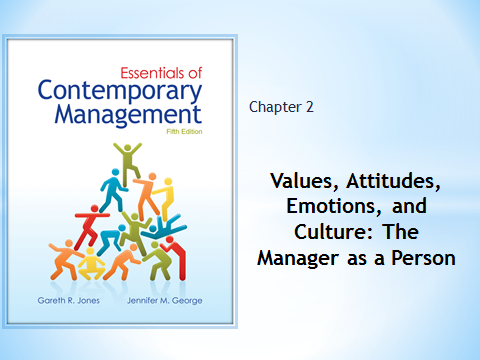 Essentials of
Contemporary
Management
Fifth Edition
Gareth R. Jones
Jennifer M. George
Chapter 2
Values, Attitudes,
Emotions, and
Culture: The
Manager as a Person